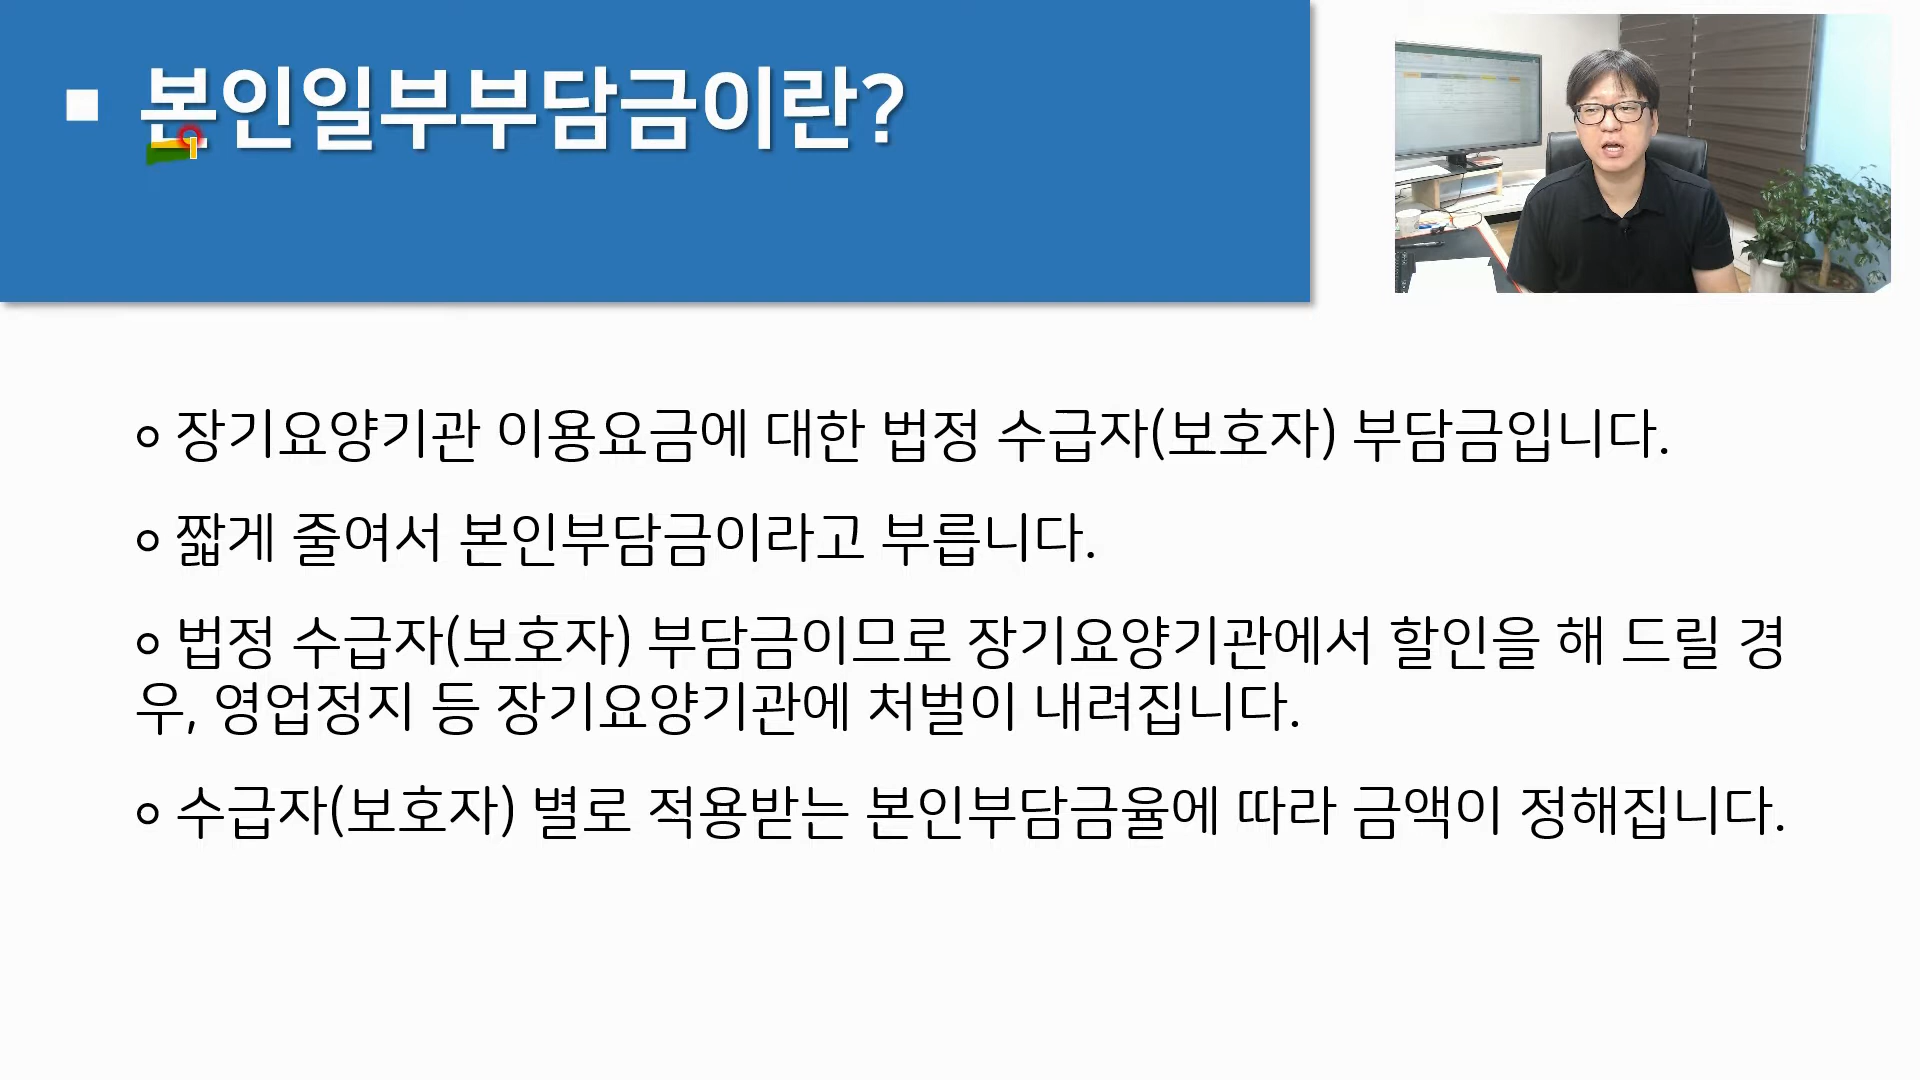 ▪ 본인일부부담금이란?
o 장기요양기관 이용요금에 대한 법정 수급자(보호자) 부담금입니다.
o 짧게 줄여서 본인부담금이라고 부릅니다.
o 법정 수급자(보호자) 부담금이므로 장기요양기관에서 할인을 해 드릴 경
우, 영업정지 등 장기요양기관에 처벌이 내려집니다.
o 수급자(보호자) 별로 적용받는 본인부담금율에 따라 금액이 정해집니다.